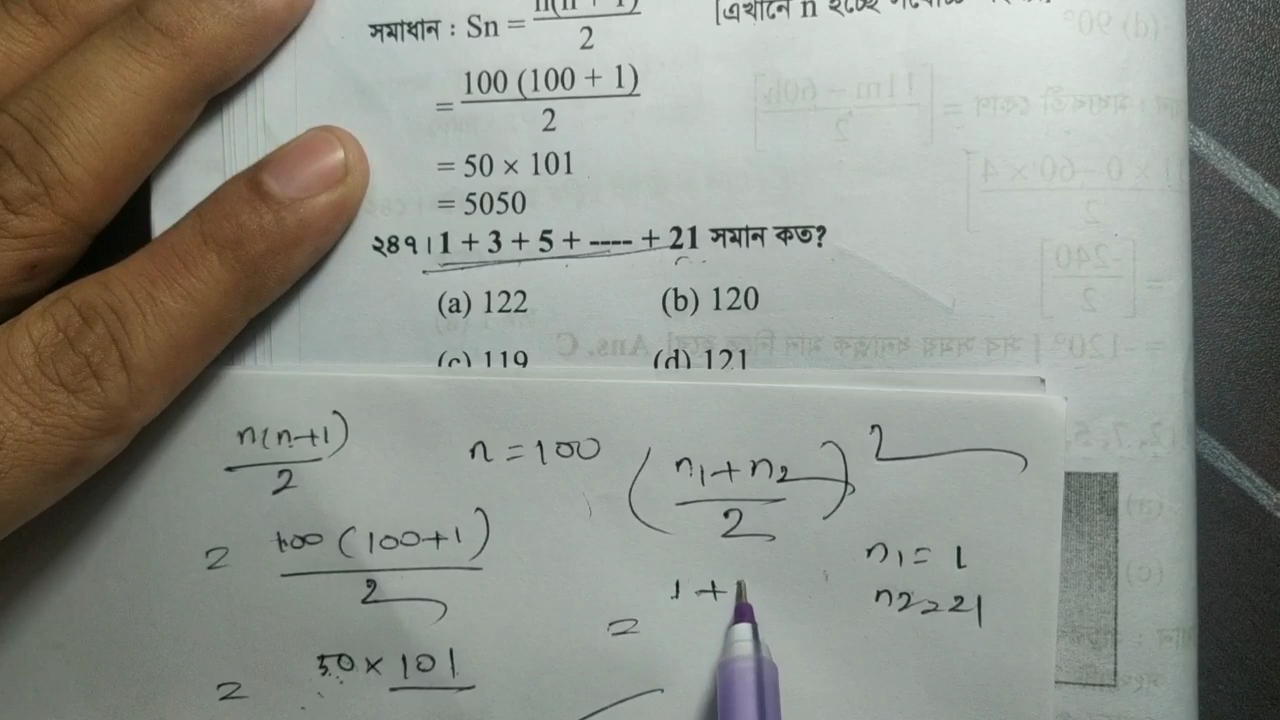 সমাধান : Sn = n(n + 1) / 2 [এখানে n
= 100 (100 + 1) / 2
= 50 × 101
= 5050
২৪৭। 1 + 3 + 5 + ---- + 21 সমান কত?
(a) 122 (b) 120
(c) 119 (d) 121
n(n+1) / 2 n = 100 (n1 + n2 / 2)2
= 100 (100+1) / 2 n1 = 1
= 1 + n2 = 21
= 50 × 101